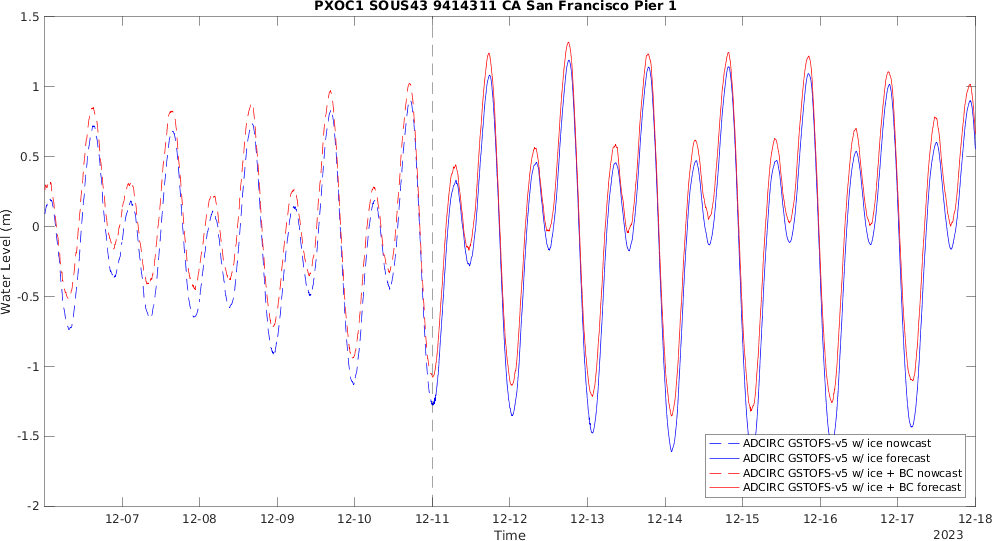 PXOC1 SOUS43 9414311 CA San Francisco Pier 1
1.5
1
0.5
0
-0.5
-1
-1.5
-2
Water Level (m)
ADCIRC GSTOFS-v5 w/ ice nowcast
ADCIRC GSTOFS-v5 w/ ice forecast
ADCIRC GSTOFS-v5 w/ ice + BC nowcast
ADCIRC GSTOFS-v5 w/ ice + BC forecast
12-07 12-08 12-09 12-10 12-11 12-12 12-13 12-14 12-15 12-16 12-17 12-18
Time
2023